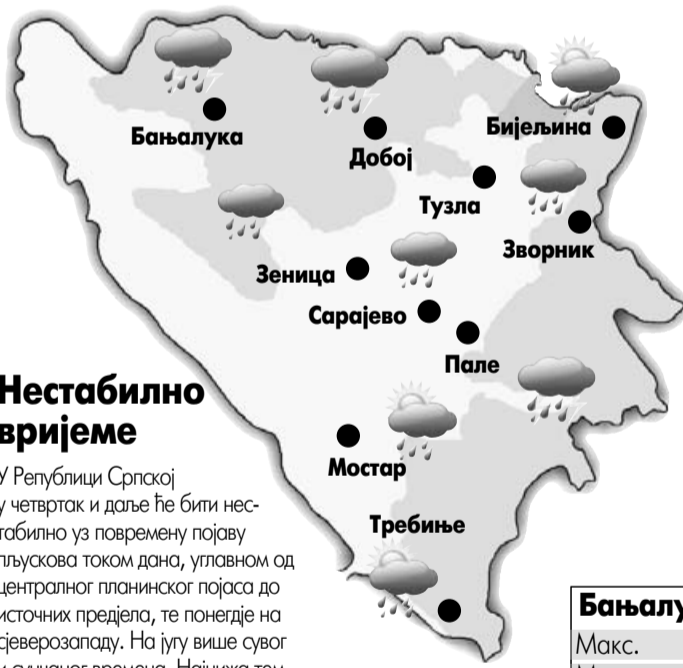 Бањалука
Добој
Бијељина
Тузла
Зворник
Зеница
Сарајево
Пале
Мостар
Требиње
Нестабилно
вријеме
У Републици Српској
у четвртак и даље ће бити нес-
табилно уз повремену појаву
пљускова током дана, углавном од
централног планинског појаса до
источних предјела, те понегдје на
сјеверозападу. На југу више сувог
Макс.